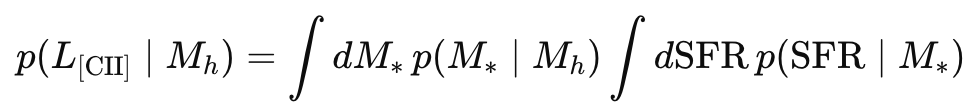 p(L_{[CII]} | M_h) = ∫ dM_* p(M_* | M_h) ∫ dSFR p(SFR | M_*)